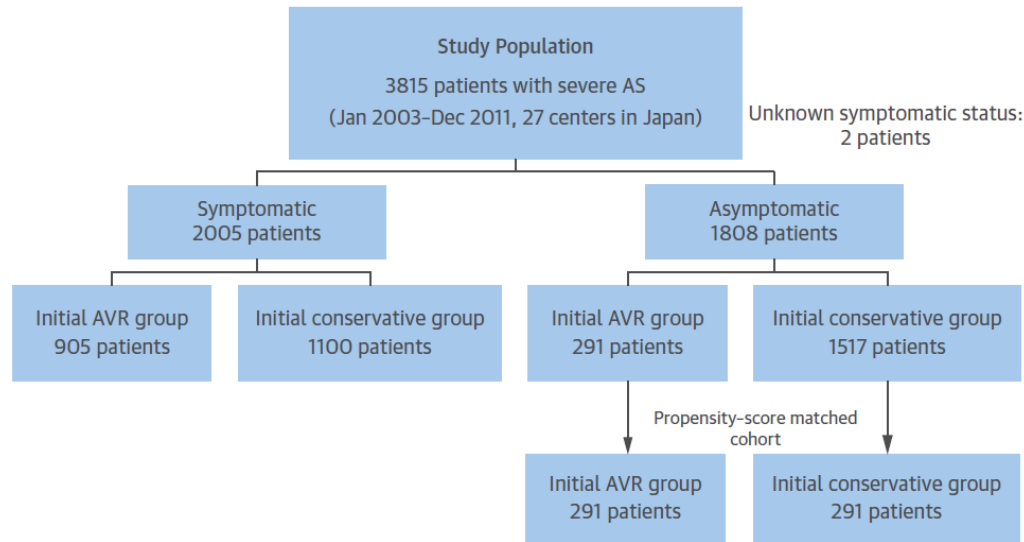 Study Population
3815 patients with severe AS
(Jan 2003–Dec 2011, 27 centers in Japan)
Unknown symptomatic status:
2 patients
Symptomatic
2005 patients
Asymptomatic
1808 patients
Initial AVR group
905 patients
Initial conservative group
1100 patients
Initial AVR group
291 patients
Initial conservative group
1517 patients
Propensity-score matched
cohort
Initial AVR group
291 patients
Initial conservative group
291 patients